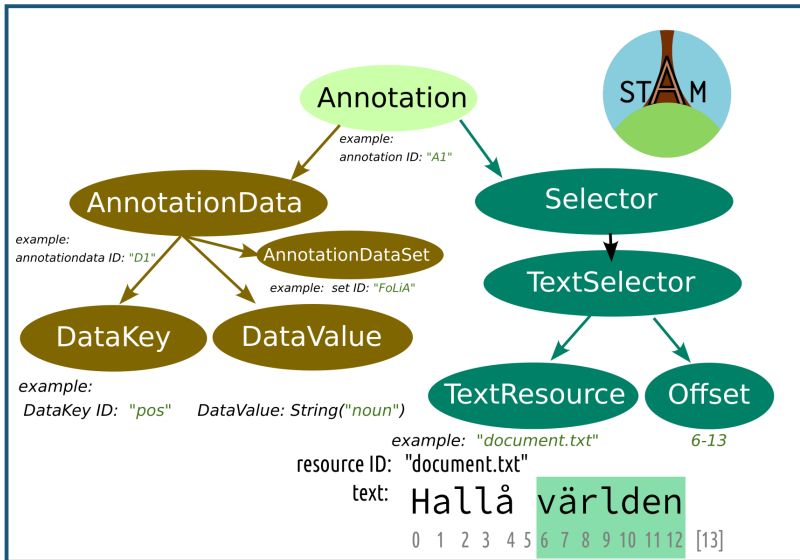 STAM
Annotation
example:
annotation ID: "A1"
AnnotationData
Selector
example:
annotationdata ID: "D1"
AnnotationDataSet
example: set ID: "FoLiA"
TextSelector
DataKey
DataValue
TextResource
Offset
example:
DataKey ID: "pos" DataValue: String("noun")
example: "document.txt"
6-13
resource ID: "document.txt"
text: Hallå världen
0 1 2 3 4 5 6 7 8 9 10 11 12 [13]